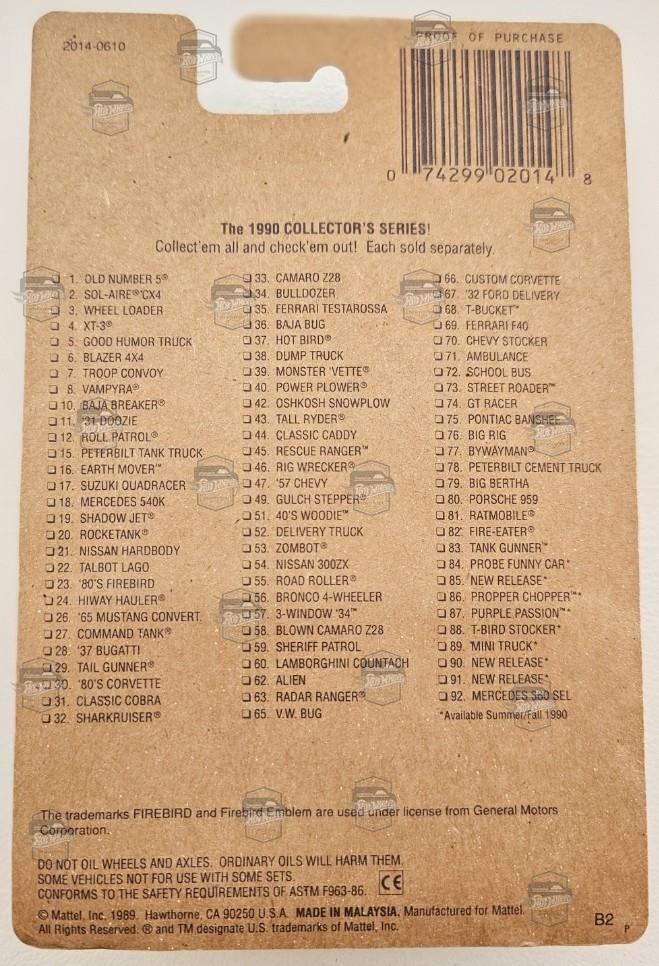 2014-0610
PROOF OF PURCHASE
0 74299 02014 8
The 1990 COLLECTOR'S SERIES!
Collect'em all and check'em out! Each sold separately.
❏ 1. OLD NUMBER 5®
❏ 2. SOL-AIRE® CX4
❏ 3. WHEEL LOADER
❏ 4. XT-3®
❏ 5. GOOD HUMOR TRUCK
❏ 6. BLAZER 4X4
❏ 7. TROOP CONVOY
❏ 8. VAMPYRA®
❏ 10. BAJA BREAKER®
❏ 11. '31 DOOZIE
❏ 12. ROLL PATROL®
❏ 15. PETERBILT TANK TRUCK
❏ 16. EARTH MOVER™
❏ 17. SUZUKI QUADRACER
❏ 18. MERCEDES 540K
❏ 19. SHADOW JET®
❏ 20. ROCKETANK®
❏ 21. NISSAN HARDBODY
❏ 22. TALBOT LAGO
❏ 23. '80'S FIREBIRD
❏ 24. HIWAY HAULER®
❏ 26. '65 MUSTANG CONVERT.
❏ 27. COMMAND TANK®
❏ 28. '37 BUGATTI
❏ 29. TAIL GUNNER®
❏ 30. '80'S CORVETTE
❏ 31. CLASSIC COBRA
❏ 32. SHARKRUISER®
❏ 33. CAMARO Z28
❏ 34. BULLDOZER
❏ 35. FERRARI TESTAROSSA
❏ 36. BAJA BUG
❏ 37. HOT BIRD®
❏ 38. DUMP TRUCK
❏ 39. MONSTER 'VETTE®
❏ 40. POWER PLOWER®
❏ 42. OSHKOSH SNOWPLOW
❏ 43. TALL RYDER®
❏ 44. CLASSIC CADDY
❏ 45. RESCUE RANGER™
❏ 46. RIG WRECKER®
❏ 47. '57 CHEVY
❏ 49. GULCH STEPPER®
❏ 51. 40'S WOODIE™
❏ 52. DELIVERY TRUCK
❏ 53. ZOMBOT®
❏ 54. NISSAN 300ZX
❏ 55. ROAD ROLLER®
❏ 56. BRONCO 4-WHEELER
❏ 57. 3-WINDOW '34™
❏ 58. BLOWN CAMARO Z28
❏ 59. SHERIFF PATROL
❏ 60. LAMBORGHINI COUNTACH
❏ 62. ALIEN
❏ 63. RADAR RANGER®
❏ 65. V.W. BUG
❏ 66. CUSTOM CORVETTE
❏ 67. '32 FORD DELIVERY
❏ 68. T-BUCKET™
❏ 69. FERRARI F40
❏ 70. CHEVY STOCKER
❏ 71. AMBULANCE
❏ 72. SCHOOL BUS
❏ 73. STREET ROADER™
❏ 74. GT RACER
❏ 75. PONTIAC BANSHEE
❏ 76. BIG RIG
❏ 77. BYWAYMAN®
❏ 78. PETERBILT CEMENT TRUCK
❏ 79. BIG BERTHA
❏ 80. PORSCHE 959
❏ 81. RATMOBILE®
❏ 82. FIRE-EATER®
❏ 83. TANK GUNNER™
❏ 84. PROBE FUNNY CAR*
❏ 85. NEW RELEASE*
❏ 86. PROPPER CHOPPER™*
❏ 87. PURPLE PASSION™*
❏ 88. T-BIRD STOCKER*
❏ 89. MINI TRUCK*
❏ 90. NEW RELEASE*
❏ 91. NEW RELEASE*
❏ 92. MERCEDES 380 SEL
*Available Summer/Fall 1990
The trademarks FIREBIRD and Firebird Emblem are used under license from General Motors
Corporation.
DO NOT OIL WHEELS AND AXLES. ORDINARY OILS WILL HARM THEM.
SOME VEHICLES NOT FOR USE WITH SOME SETS.
CONFORMS TO THE SAFETY REQUIREMENTS OF ASTM F963-86. CE
© Mattel, Inc. 1989. Hawthorne, CA 90250 U.S.A. MADE IN MALAYSIA. Manufactured for Mattel.
All Rights Reserved. ® and TM designate U.S. trademarks of Mattel, Inc.
B2 P